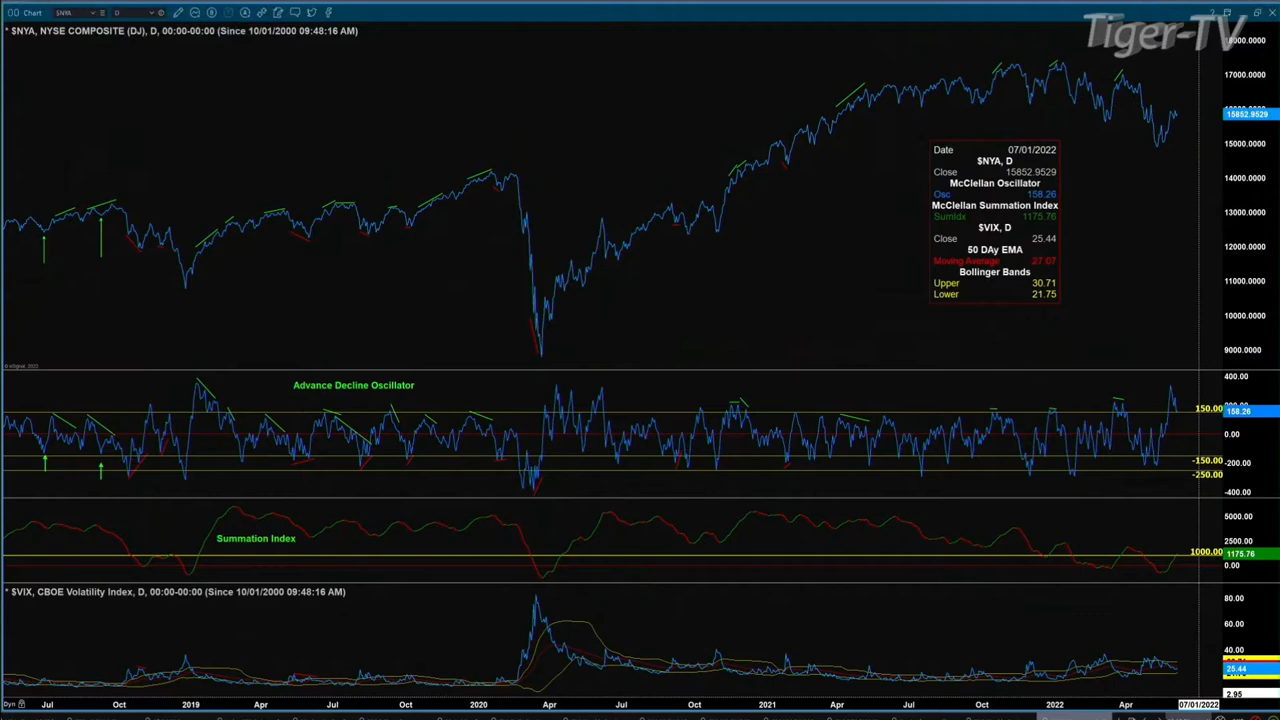 Chart $NYA D
Tiger-TV
* $NYA, NYSE COMPOSITE (DJ), D, 00:00-00:00 (Since 10/01/2000 09:48:16 AM)
18000.0000
17000.0000
15852.9529
15000.0000
14000.0000
13000.0000
12000.0000
11000.0000
10000.0000
9000.0000
Date 07/01/2022
$NYA, D
Close 15852.9529
McClellan Oscillator
Osc 158.26
McClellan Summation Index
SumIdx 1175.76
$VIX, D
Close 25.44
50 DAy EMA
Moving Average 27.07
Bollinger Bands
Upper 30.71
Lower 21.75
© eSignal, 2022
Advance Decline Oscillator
400.00
150.00
158.26
0.00
-150.00
-200.00
-250.00
-400.00
Summation Index
5000.00
2500.00
1000.00
1175.76
0.00
* $VIX, CBOE Volatility Index, D, 00:00-00:00 (Since 10/01/2000 09:48:16 AM)
80.00
60.00
40.00
25.44
2.95
Dyn Jul Oct 2019 Apr Jul Oct 2020 Apr Jul Oct 2021 Apr Jul Oct 2022 Apr 07/01/2022